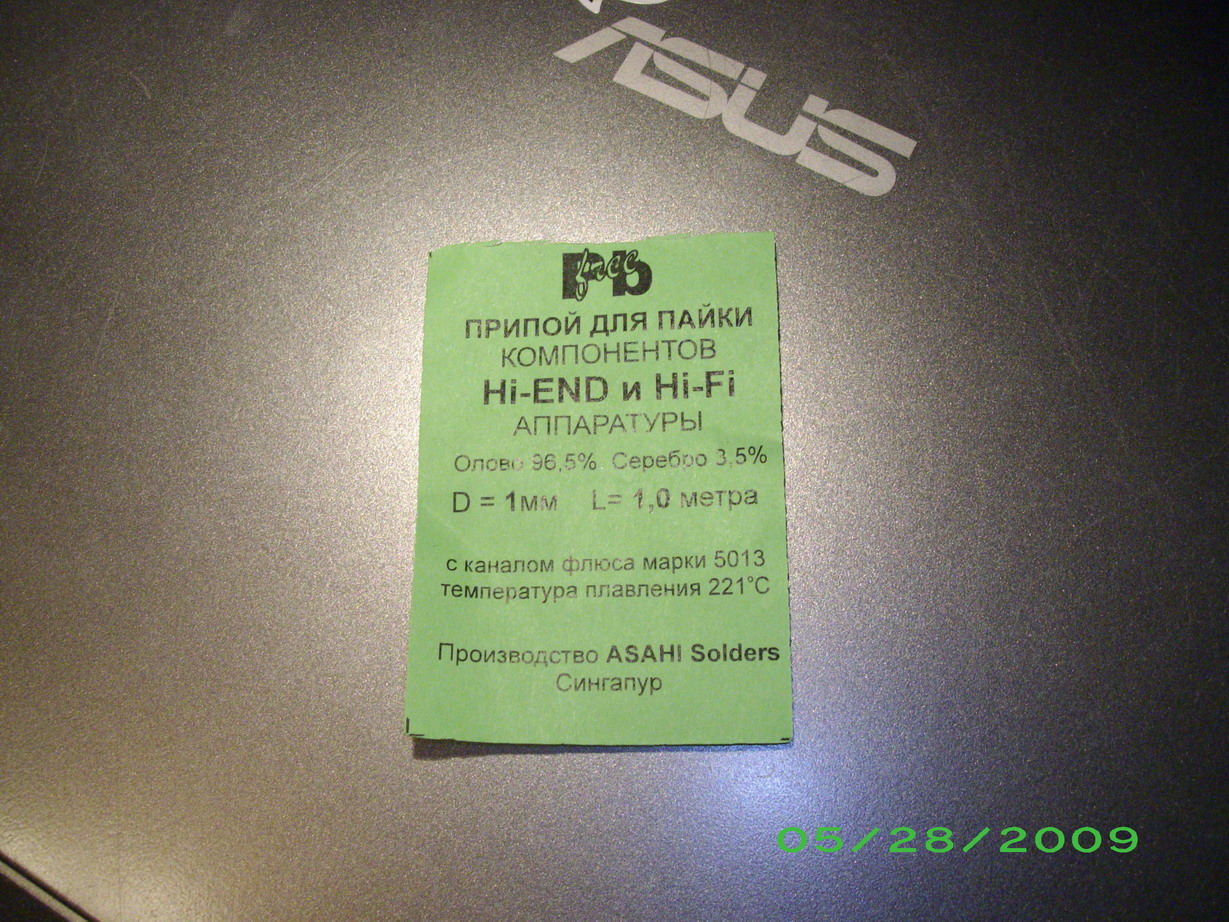 ASUS
Pb free
ПРИПОЙ ДЛЯ ПАЙКИ
КОМПОНЕНТОВ
Hi-END и Hi-Fi
АППАРАТУРЫ
Олово 96,5% Серебро 3,5%
D = 1мм L= 1,0 метра
с каналом флюса марки 5013
температура плавления 221°C
Производство ASAHI Solders
Сингапур
05/28/2009